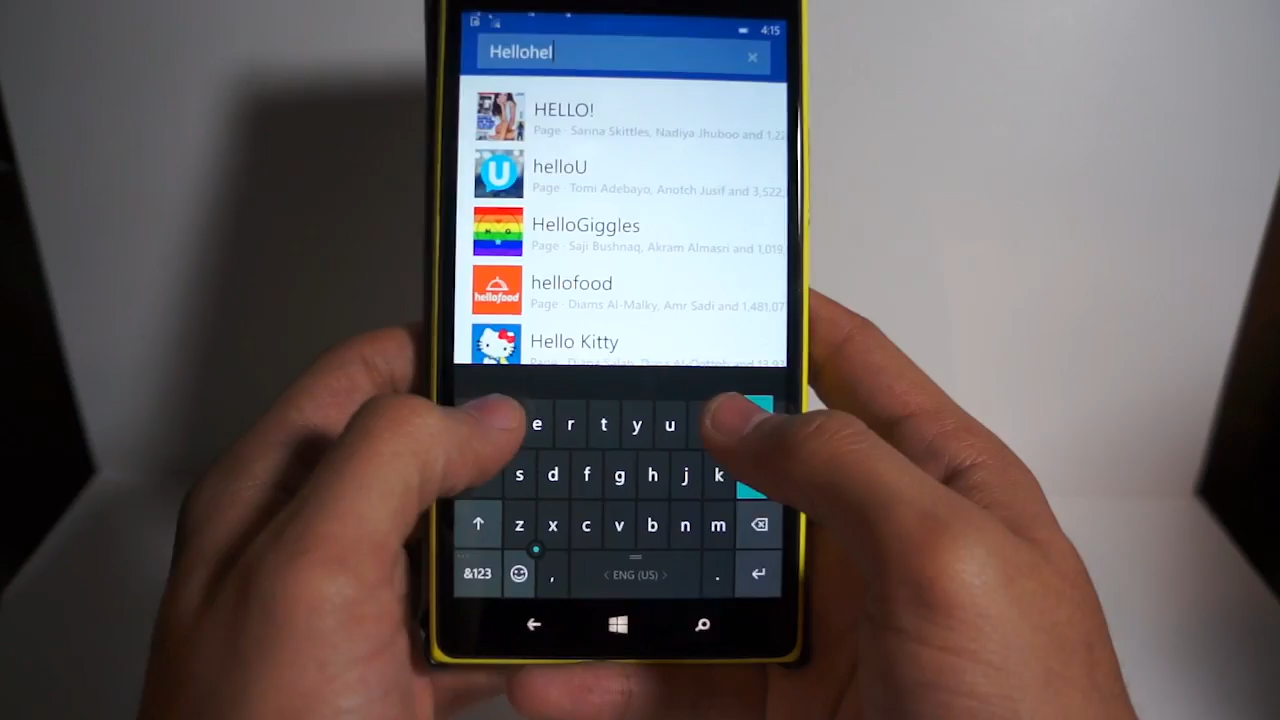 4:15
Hellohel
HELLO!
Page · Sarina Skittles, Nadiya Jhuboo and 1,22
U
helloU
Page · Tomi Adebayo, Anotch Jusif and 3,522,
H G
HelloGiggles
Page · Saji Bushnaq, Akram Almasri and 1,019,
hellofood
hellofood
Page · Diams Al-Malky, Amr Sadi and 1,481,07
Hello Kitty
e r t y u
s d f g h j k
z x c v b n m
&123 , < ENG (US) > .